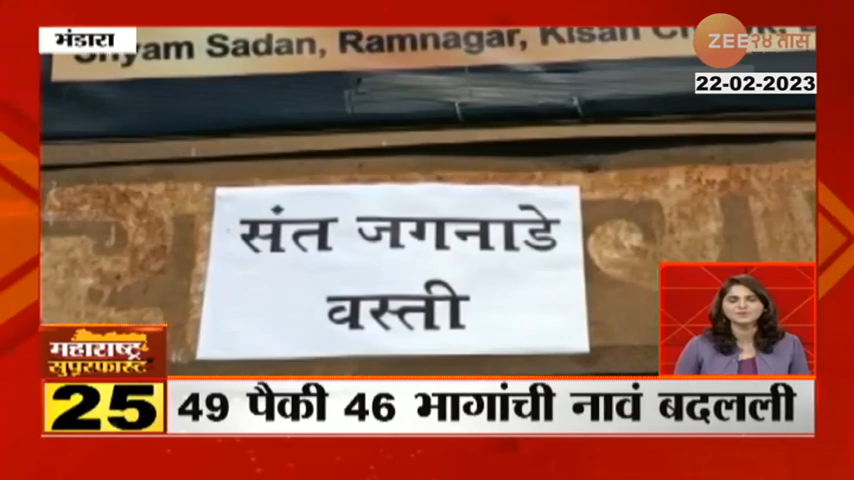 भंडारा
Shyam Sadan, Ramnagar, Kisan
ZEE २४ तास
22-02-2023
संत जगनाडे
वस्ती
महाराष्ट्र
सुपरफास्ट
25
49 पैकी 46 भागांची नावं बदलली